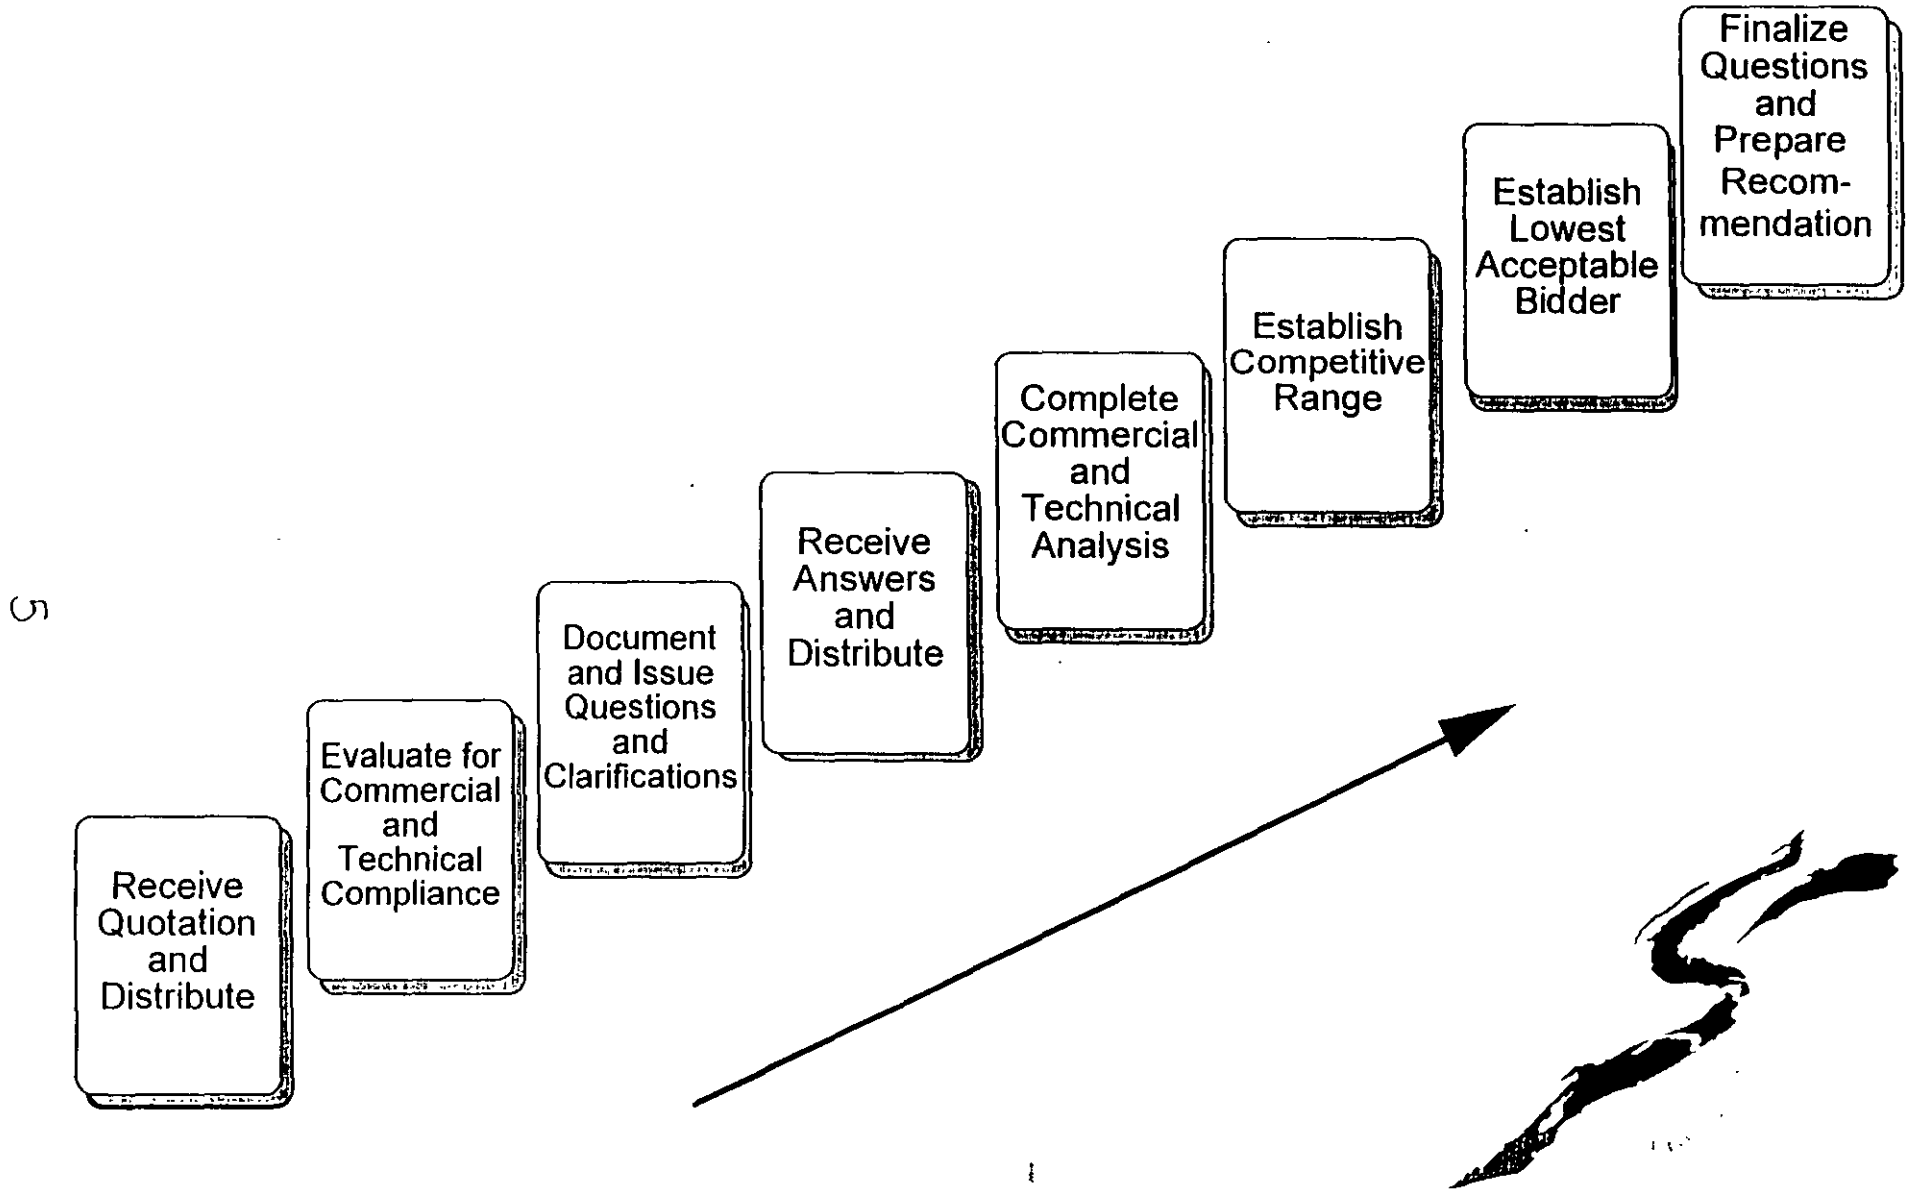 Receive
Quotation
and
Distribute
Evaluate for
Commercial
and
Technical
Compliance
Document
and Issue
Questions
and
Clarifications
Receive
Answers
and
Distribute
Complete
Commercial
and
Technical
Analysis
Establish
Competitive
Range
Establish
Lowest
Acceptable
Bidder
Finalize
Questions
and
Prepare
Recom-
mendation
5